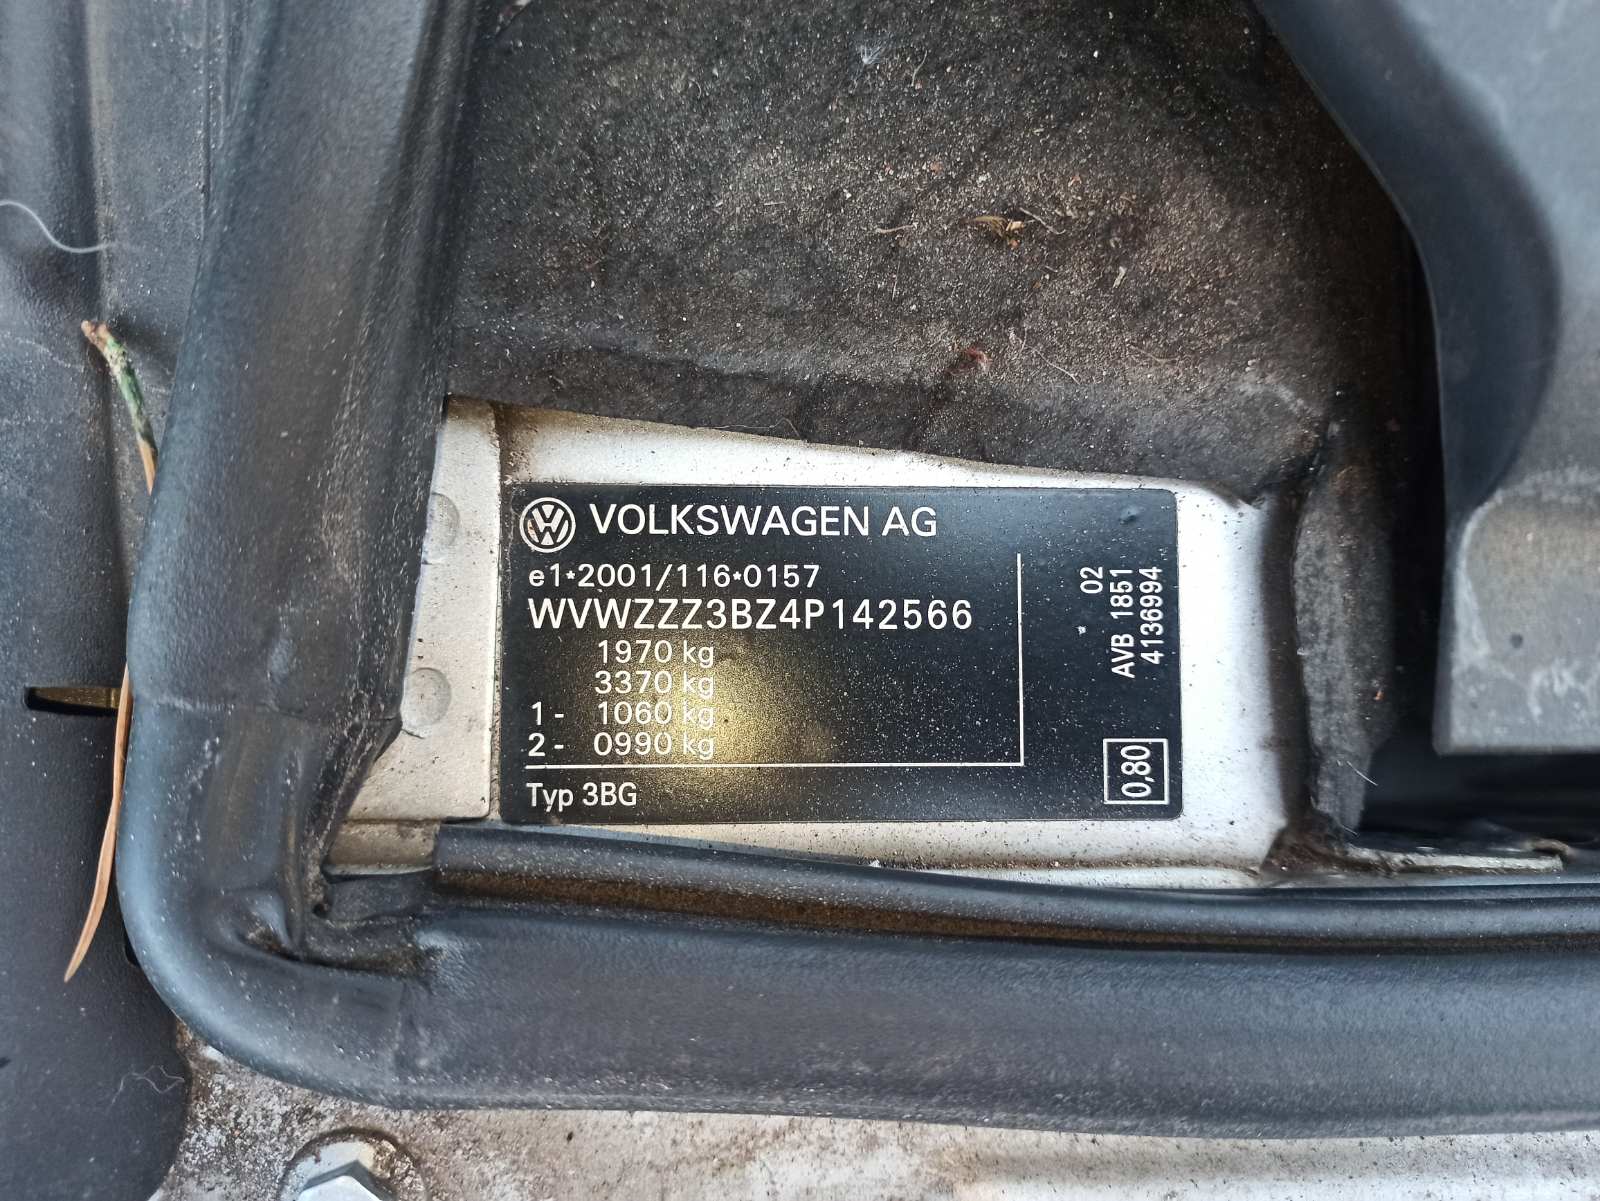 VOLKSWAGEN AG
e1*2001/116*0157
WVWZZZ3BZ4P142566
1970 kg
3370 kg
1- 1060 kg
2- 0990 kg
Typ 3BG
02
AVB 1851
4136994
0,80